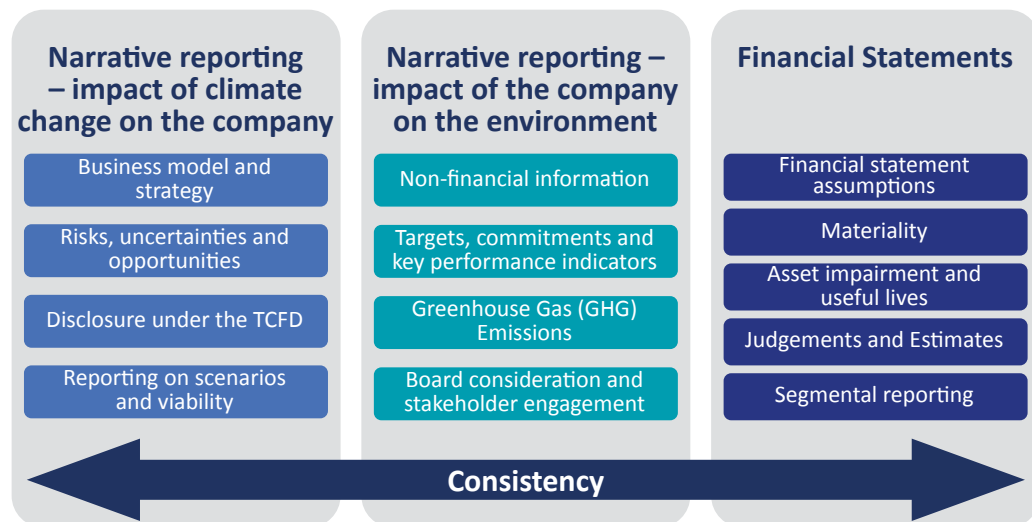 Narrative reporting
– impact of climate
change on the company
Business model and
strategy
Risks, uncertainties and
opportunities
Disclosure under the TCFD
Reporting on scenarios
and viability
Narrative reporting –
impact of the company
on the environment
Non-financial information
Targets, commitments and
key performance indicators
Greenhouse Gas (GHG)
Emissions
Board consideration and
stakeholder engagement
Financial Statements
Financial statement
assumptions
Materiality
Asset impairment and
useful lives
Judgements and Estimates
Segmental reporting
Consistency